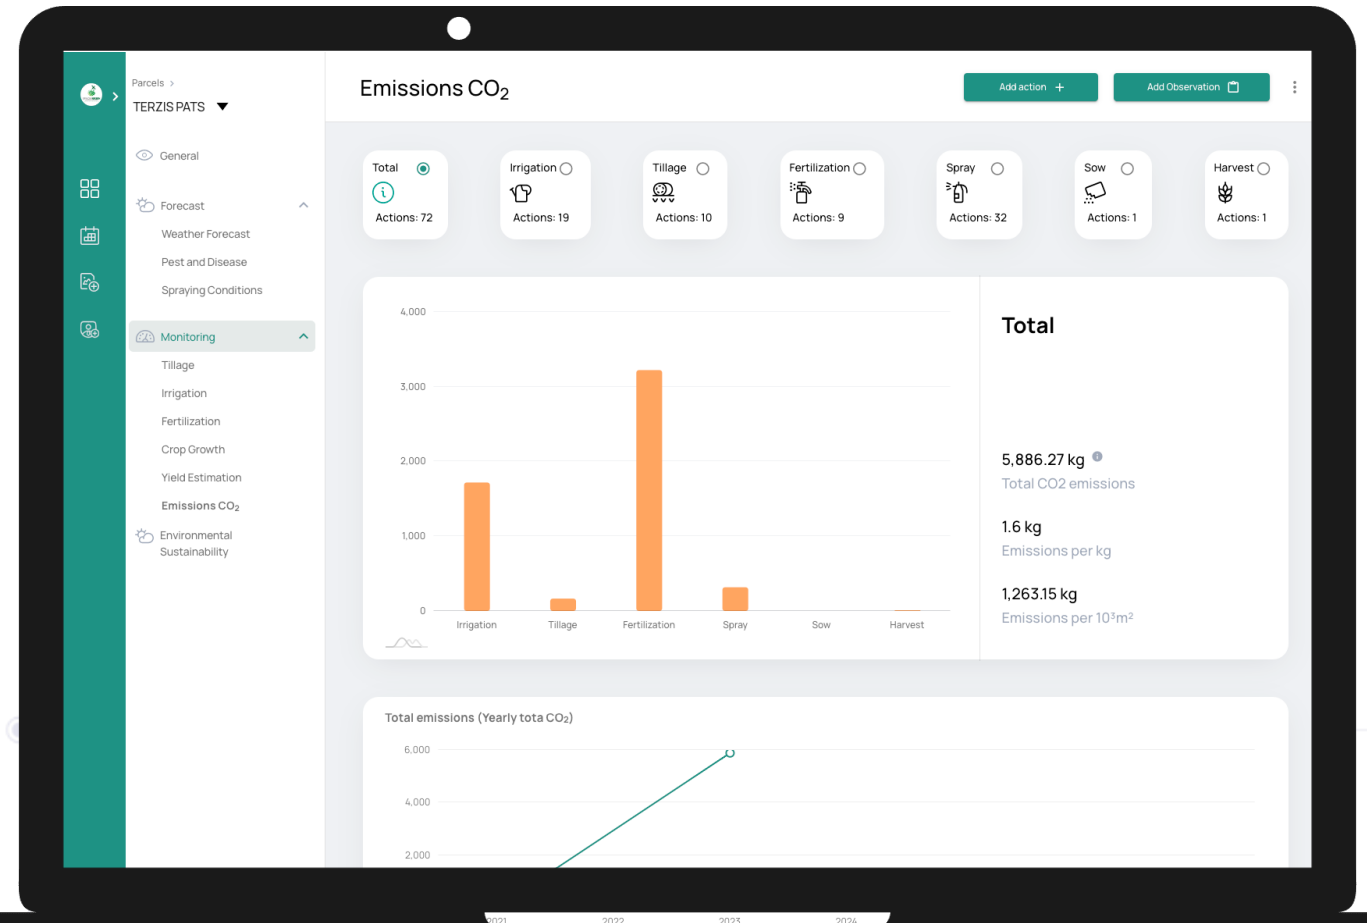 Parcels >
TERZIS PATS
General
Forecast
Weather Forecast
Pest and Disease
Spraying Conditions
Monitoring
Tillage
Irrigation
Fertilization
Crop Growth
Yield Estimation
Emissions CO₂
Environmental
Sustainability
Emissions CO₂
Add action +
Add Observation
Total
Actions: 72
Irrigation
Actions: 19
Tillage
Actions: 10
Fertilization
Actions: 9
Spray
Actions: 32
Sow
Actions: 1
Harvest
Actions: 1
4,000
3,000
2,000
1,000
0
Irrigation Tillage Fertilization Spray Sow Harvest
Total
5,886.27 kg
Total CO2 emissions
1.6 kg
Emissions per kg
1,263.15 kg
Emissions per 10³m²
Total emissions (Yearly tota CO₂)
6,000
4,000
2,000
2021 2022 2023 2024